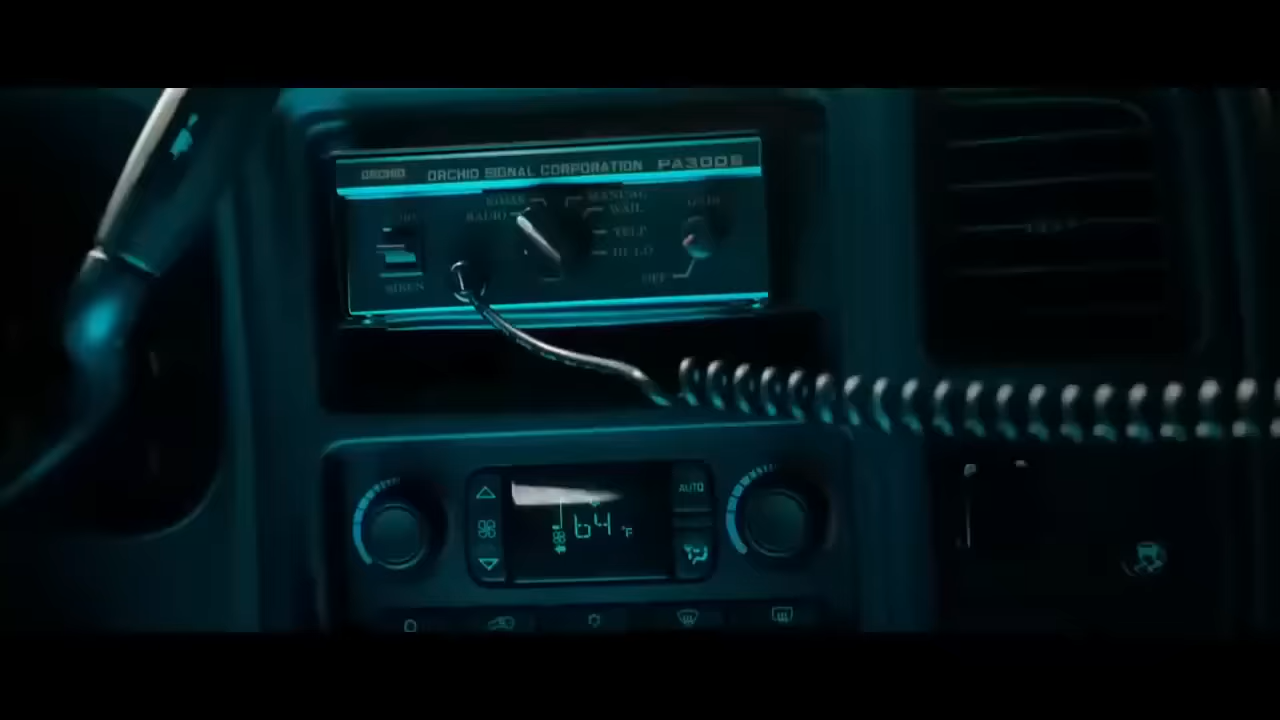 ORCHID ORCHID SIGNAL CORPORATION PA300S
MANUAL
RADIO
WAIL
YELP
HI-LO
SIREN
OFF
AUTO
64 °F